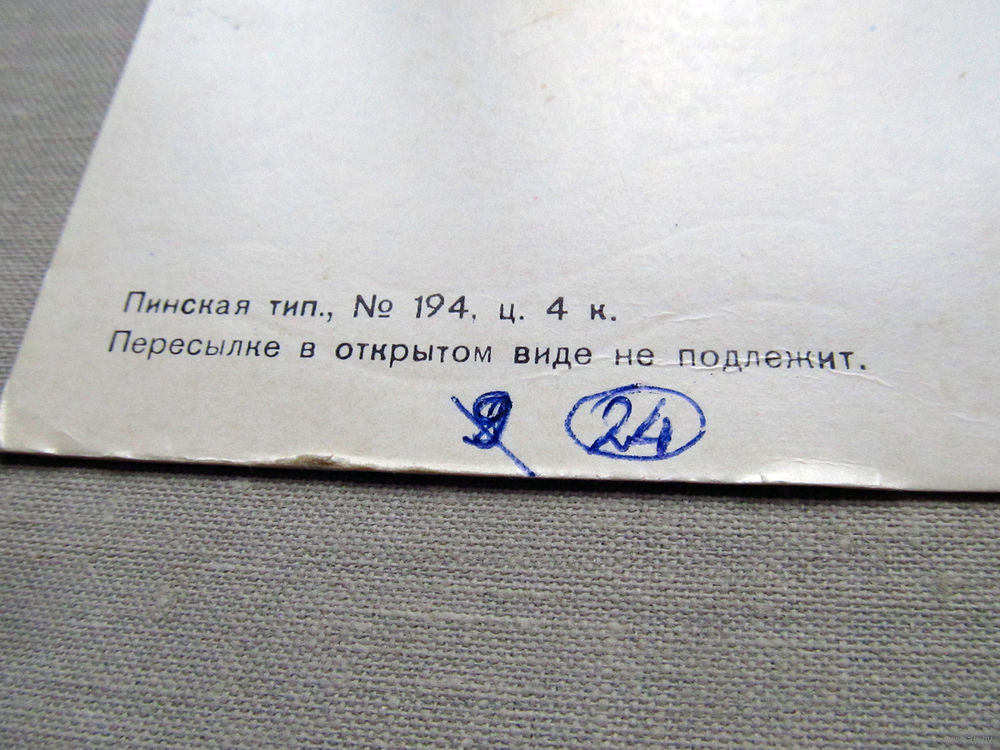 Пинская тип., № 194, ц. 4 к.
Пересылке в открытом виде не подлежит.
24